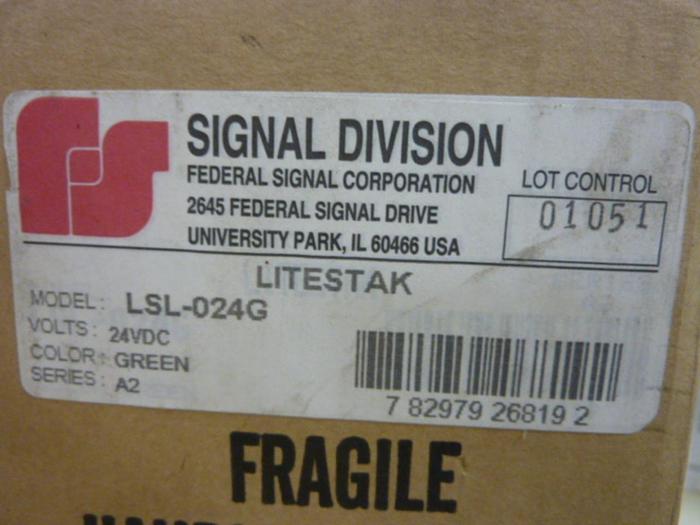 SIGNAL DIVISION
FEDERAL SIGNAL CORPORATION
2645 FEDERAL SIGNAL DRIVE
UNIVERSITY PARK, IL 60466 USA
LOT CONTROL
01051
LITESTAK
MODEL: LSL-024G
VOLTS: 24VDC
COLOR: GREEN
SERIES: A2
7 82979 26819 2
FRAGILE